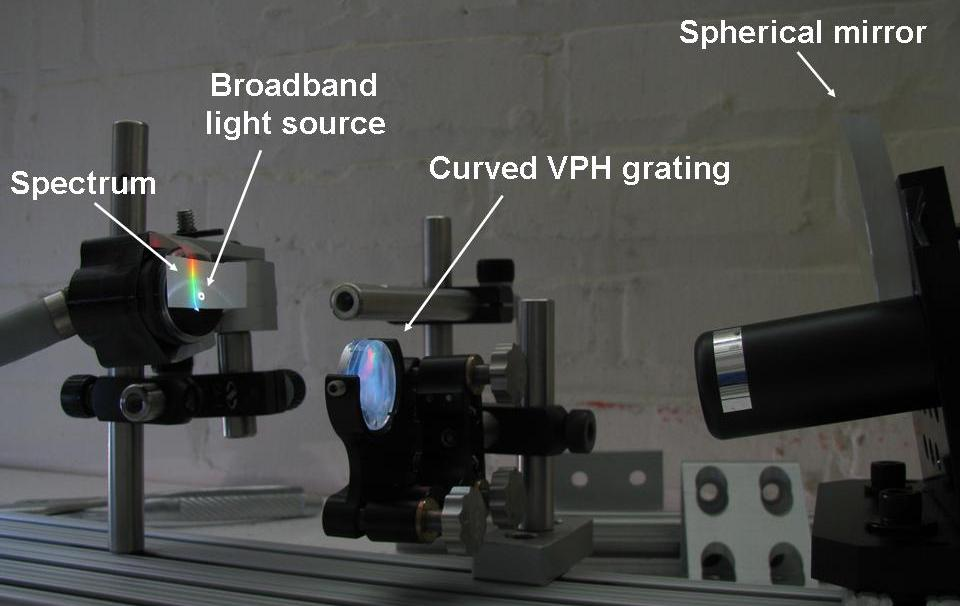 Spherical mirror
Broadband
light source
Curved VPH grating
Spectrum